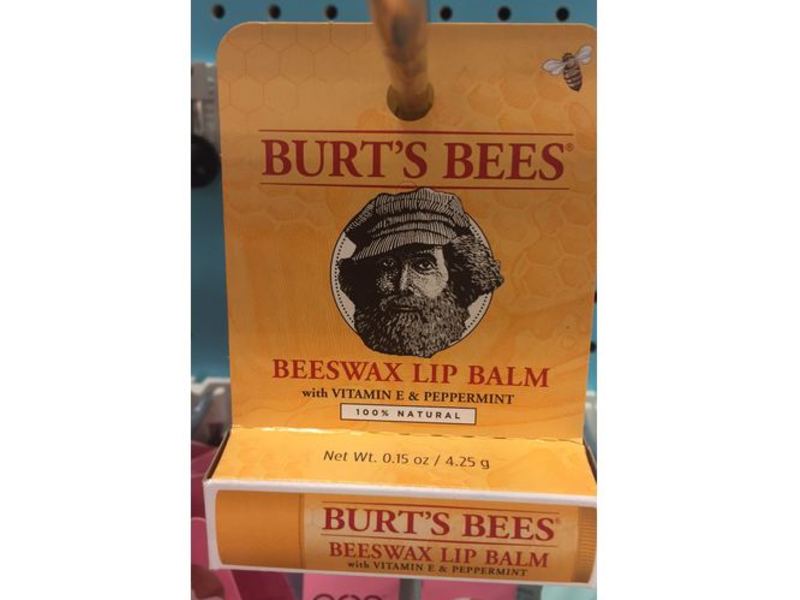 BURT'S BEES®
BEESWAX LIP BALM
with VITAMIN E & PEPPERMINT
100% NATURAL
Net Wt. 0.15 oz / 4.25 g
BURT'S BEES®
BEESWAX LIP BALM
with VITAMIN E & PEPPERMINT